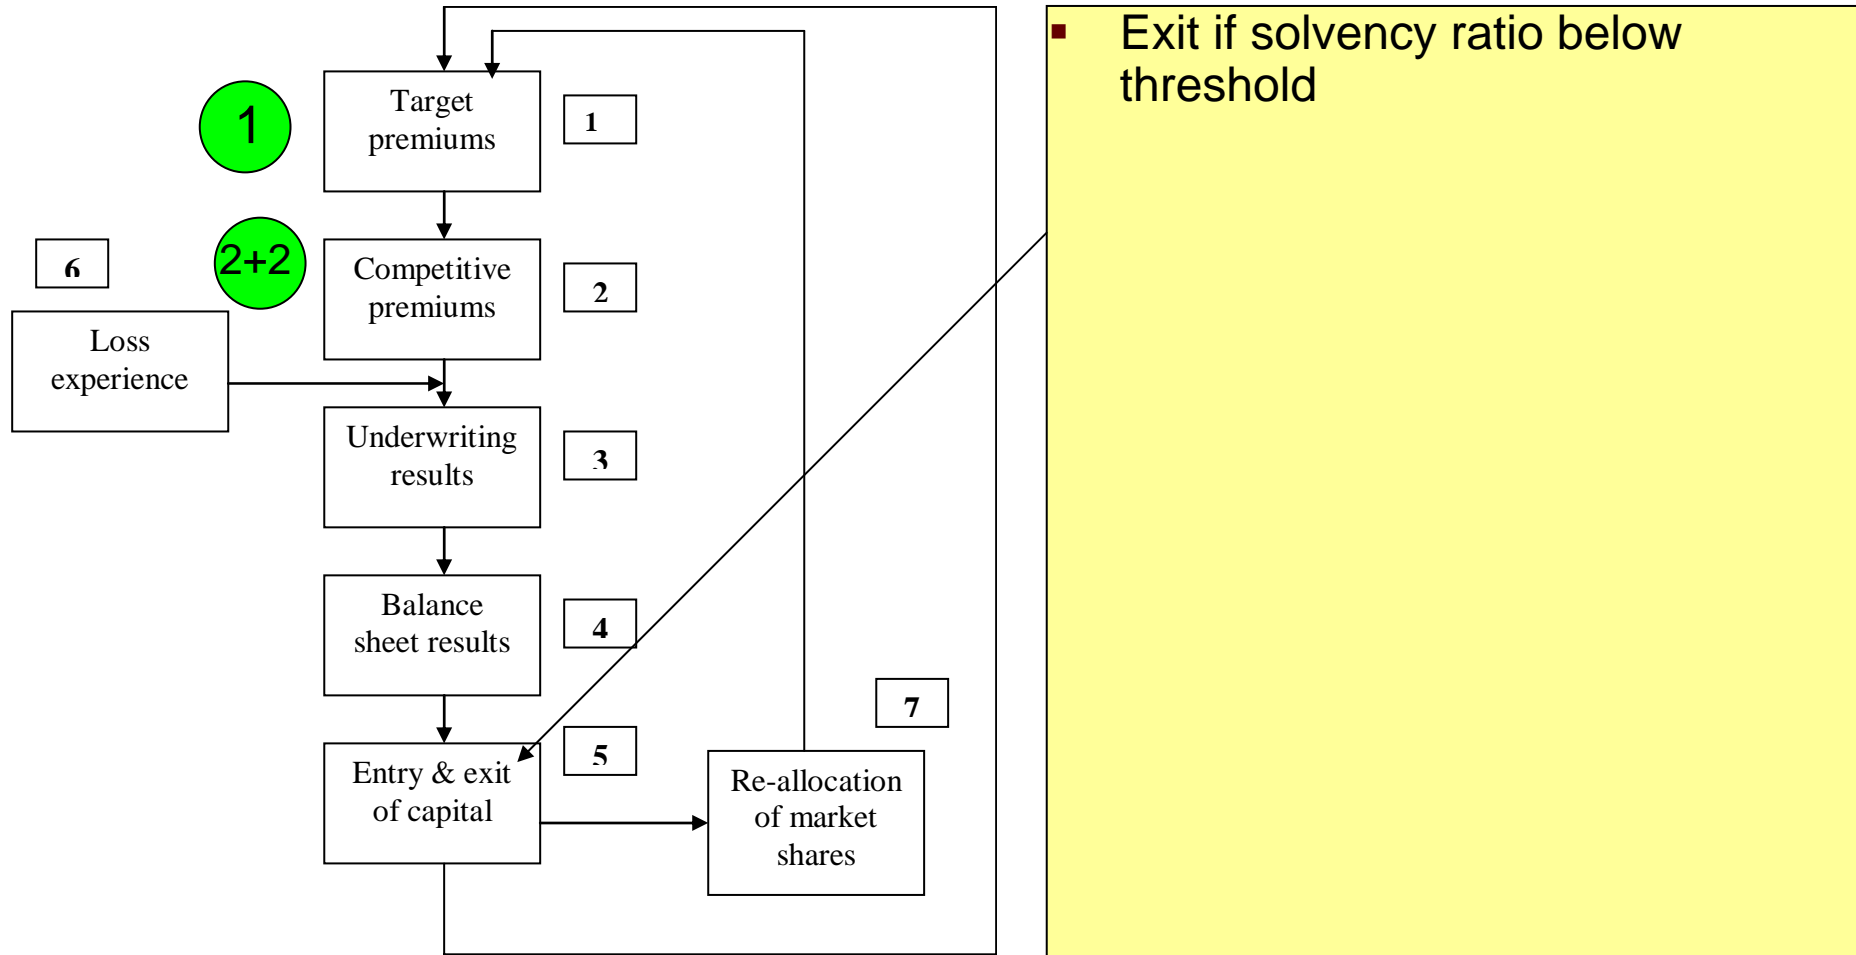 Target
premiums
1
1
Competitive
premiums
2+2
2
6
Loss
experience
Underwriting
results
3
Balance
sheet results
4
Entry & exit
of capital
5
7
Re-allocation
of market
shares
▪ Exit if solvency ratio below
threshold